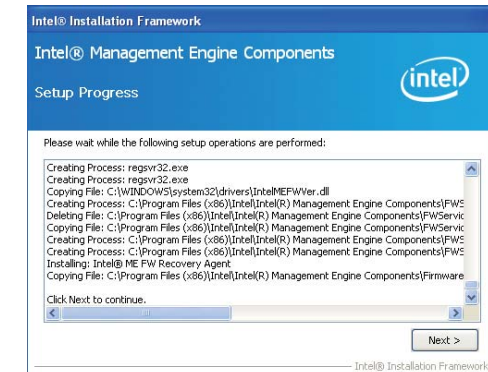 Intel® Installation Framework
Intel® Management Engine Components
intel
Setup Progress
Please wait while the following setup operations are performed:
Creating Process: regsvr32.exe
Creating Process: regsvr32.exe
Copying File: C:\WINDOWS\system32\drivers\IntelMEFWVer.dll
Creating Process: C:\Program Files (x86)\Intel\Intel(R) Management Engine Components\FWS
Deleting File: C:\Program Files (x86)\Intel\Intel(R) Management Engine Components\FWServic
Copying File: C:\Program Files (x86)\Intel\Intel(R) Management Engine Components\FWServic
Creating Process: C:\Program Files (x86)\Intel\Intel(R) Management Engine Components\FWS
Creating Process: C:\Program Files (x86)\Intel\Intel(R) Management Engine Components\FWS
Installing: Intel® ME FW Recovery Agent
Copying File: C:\Program Files (x86)\Intel\Intel(R) Management Engine Components\Firmware
Click Next to continue.
Next >
Intel® Installation Framework